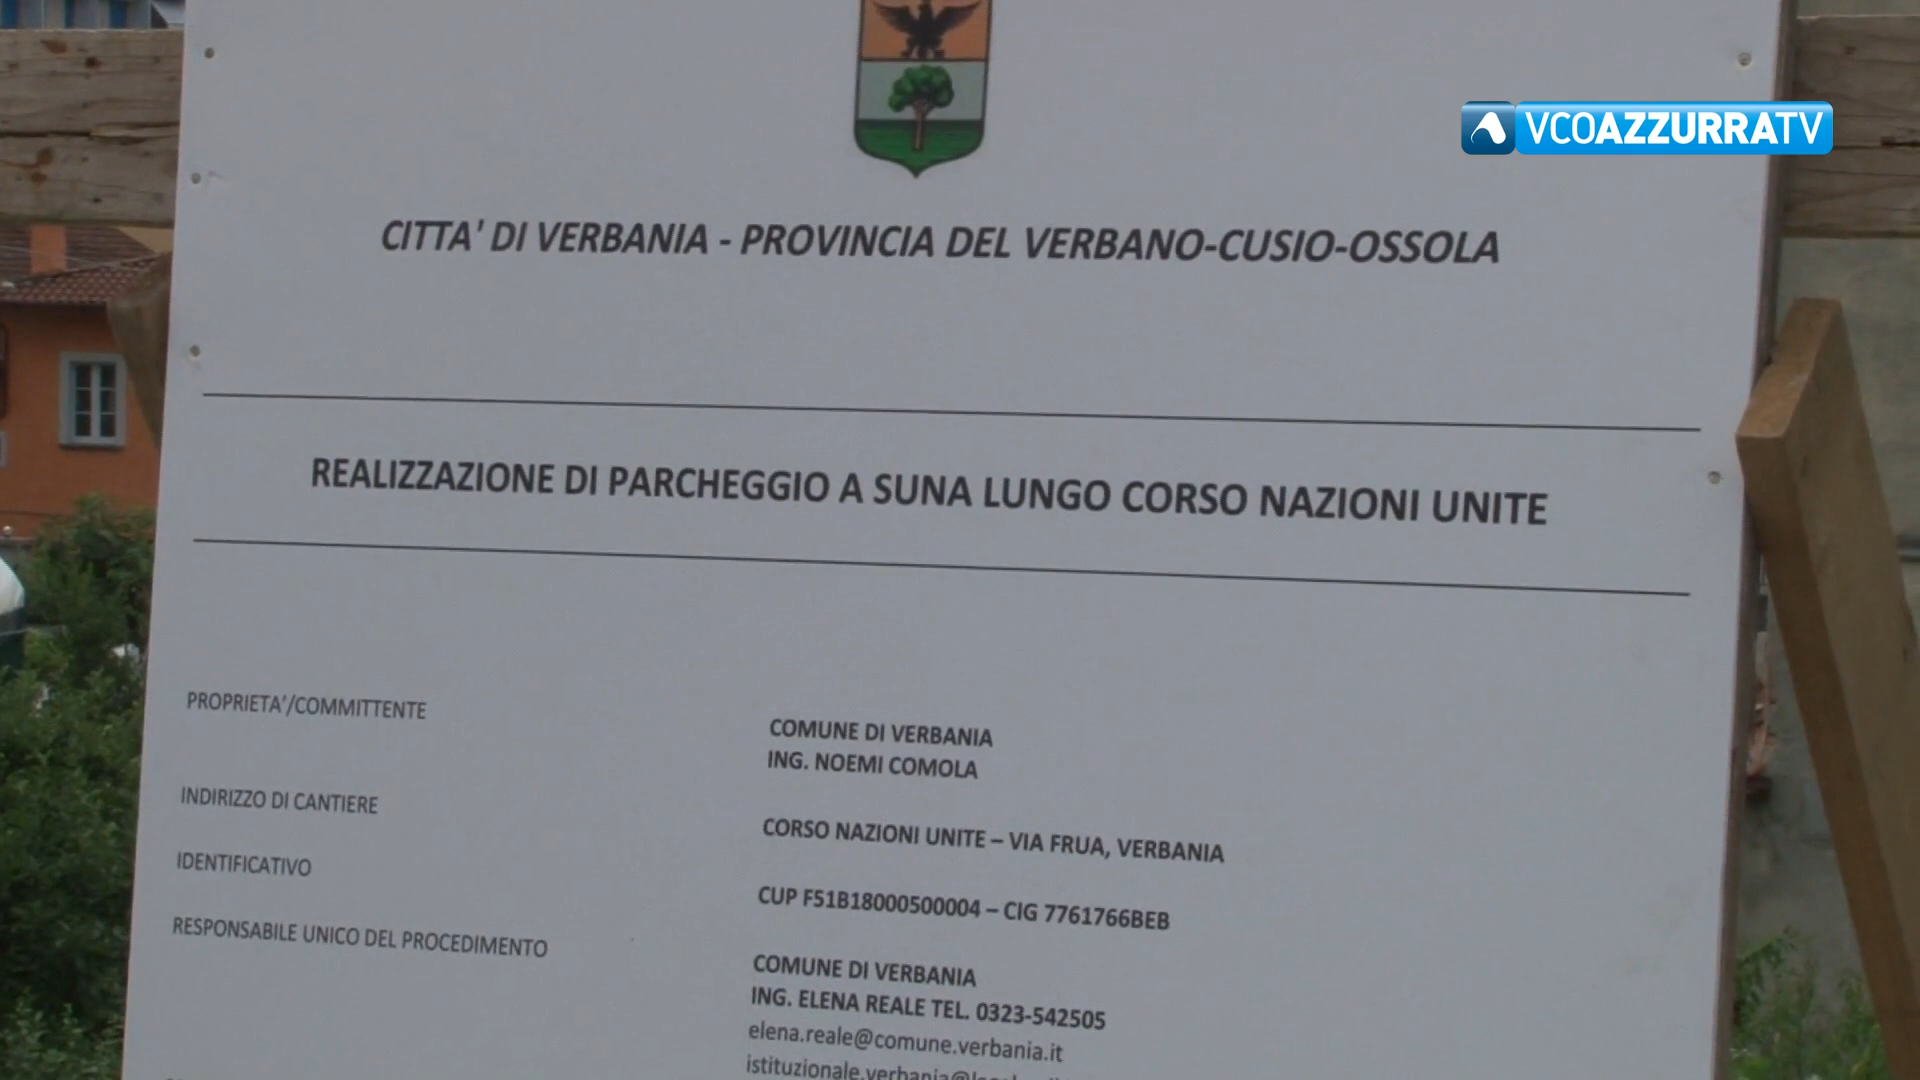 VCOAZZURRATV
CITTA' DI VERBANIA - PROVINCIA DEL VERBANO-CUSIO-OSSOLA
REALIZZAZIONE DI PARCHEGGIO A SUNA LUNGO CORSO NAZIONI UNITE
PROPRIETA'/COMMITTENTE
COMUNE DI VERBANIA
ING. NOEMI COMOLA
INDIRIZZO DI CANTIERE
CORSO NAZIONI UNITE – VIA FRUA, VERBANIA
IDENTIFICATIVO
CUP F51B18000500004 – CIG 7761766BEB
RESPONSABILE UNICO DEL PROCEDIMENTO
COMUNE DI VERBANIA
ING. ELENA REALE TEL. 0323-542505
elena.reale@comune.verbania.it